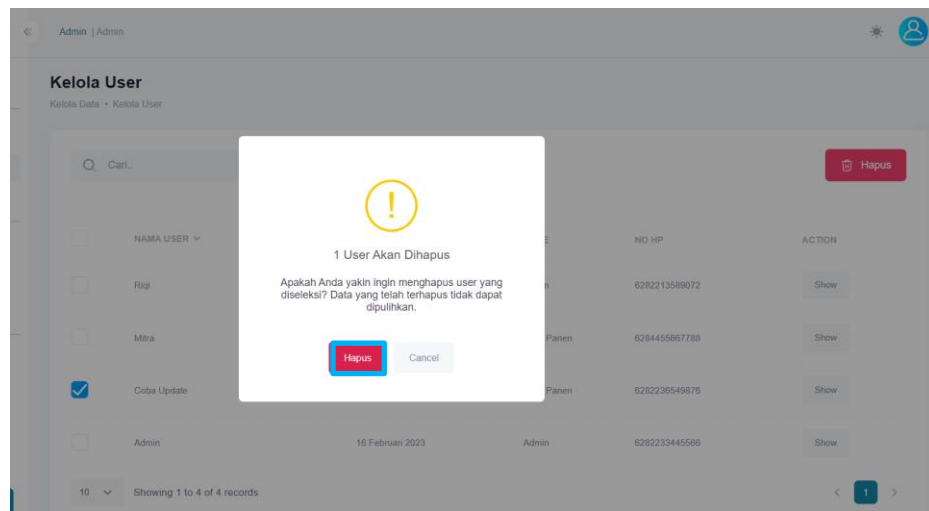 Admin | Admin
Kelola User
Kelola Data • Kelola User
Cari..
Hapus
NAMA USER NO HP ACTION
1 User Akan Dihapus
Apakah Anda yakin ingin menghapus user yang
diseleksi? Data yang telah terhapus tidak dapat
dipulihkan.
Hapus Cancel
Riqi 6282213589072 Show
Mitra Panen 6284455667788 Show
Coba Update Panen 6282236549876 Show
Admin 16 Februari 2023 Admin 6282233445566 Show
10 Showing 1 to 4 of 4 records 1